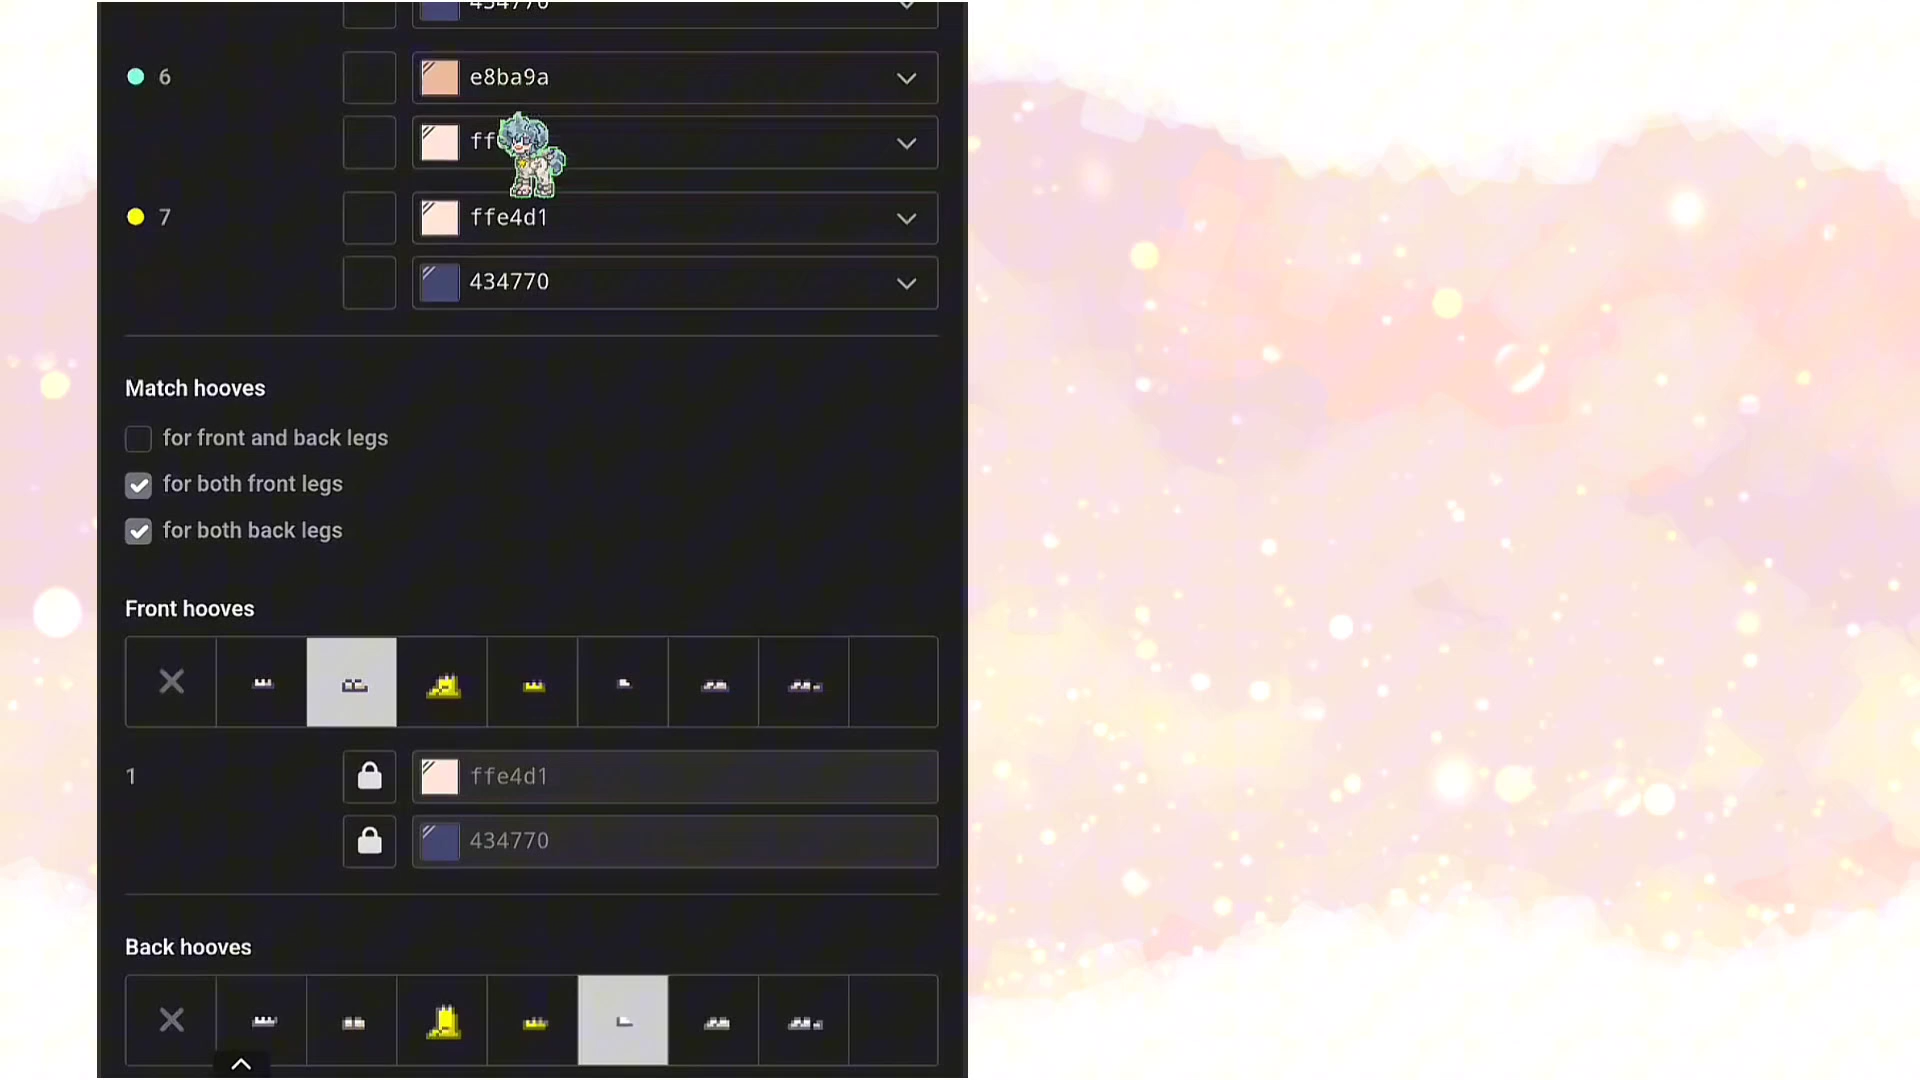 434770
6
e8ba9a
ff
7
ffe4d1
434770
Match hooves
for front and back legs
for both front legs
for both back legs
Front hooves
1
ffe4d1
434770
Back hooves